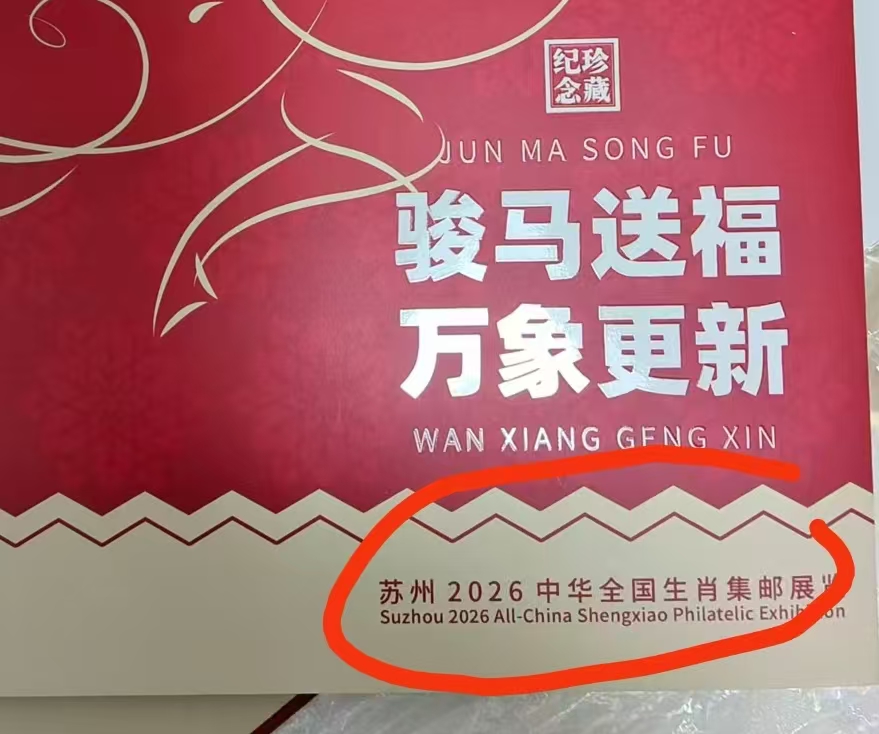 纪珍
念藏
JUN MA SONG FU
骏马送福
万象更新
WAN XIANG GENG XIN
苏州 2026 中华全国生肖集邮展览
Suzhou 2026 All-China Shengxiao Philatelic Exhibition